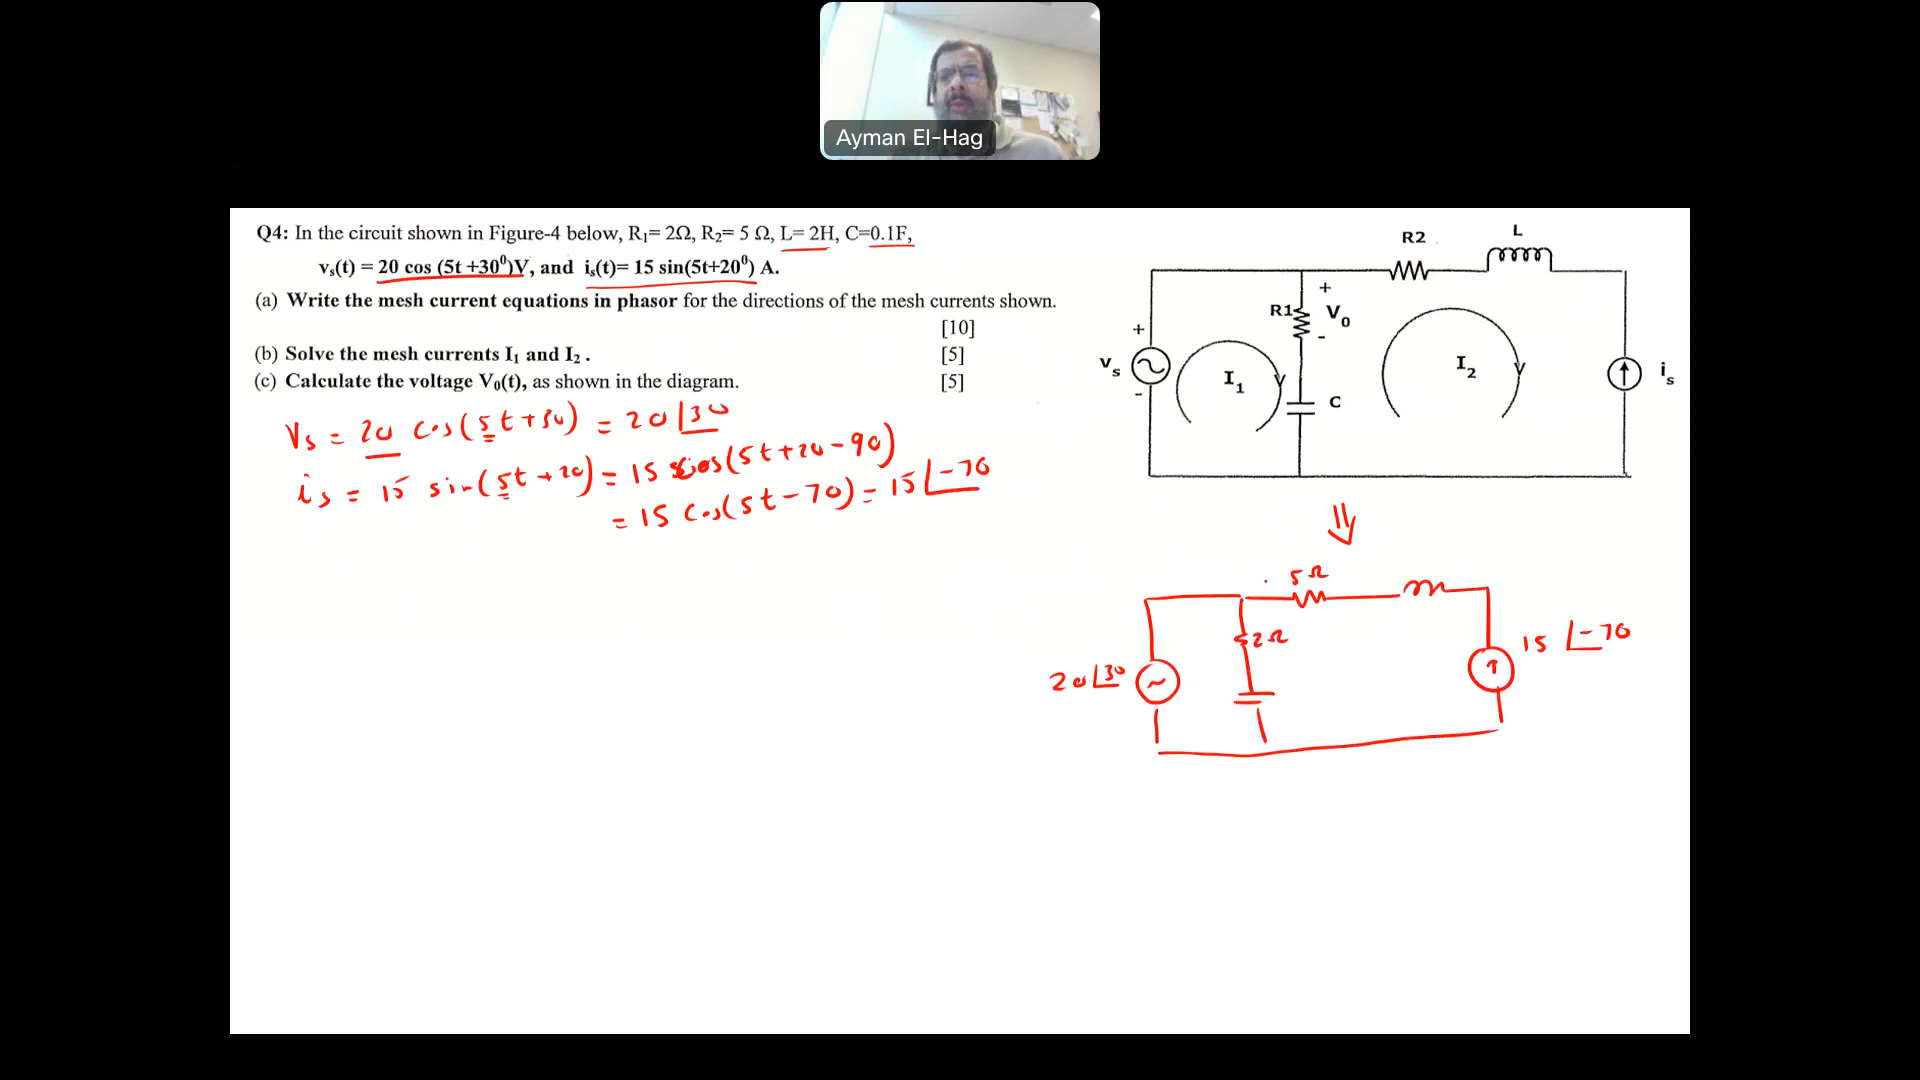 Ayman El-Hag
Q4: In the circuit shown in Figure-4 below, R₁= 2Ω, R₂= 5 Ω, L= 2H, C=0.1F,
vₛ(t) = 20 cos (5t +30⁰)V, and iₛ(t)= 15 sin(5t+20⁰) A.
(a) Write the mesh current equations in phasor for the directions of the mesh currents shown.
[10]
(b) Solve the mesh currents I₁ and I₂ . [5]
(c) Calculate the voltage V₀(t), as shown in the diagram. [5]
Vs = 20 cos(5t+30) = 20∠30
is = 15 sin(5t+20) = 15 cos(5t+20-90)
= 15 cos(5t-70) = 15∠-70
R2
L
+
R1
V₀
-
+
vₛ
-
I₁
C
I₂
iₛ
5Ω
2Ω
20∠30
15∠-70